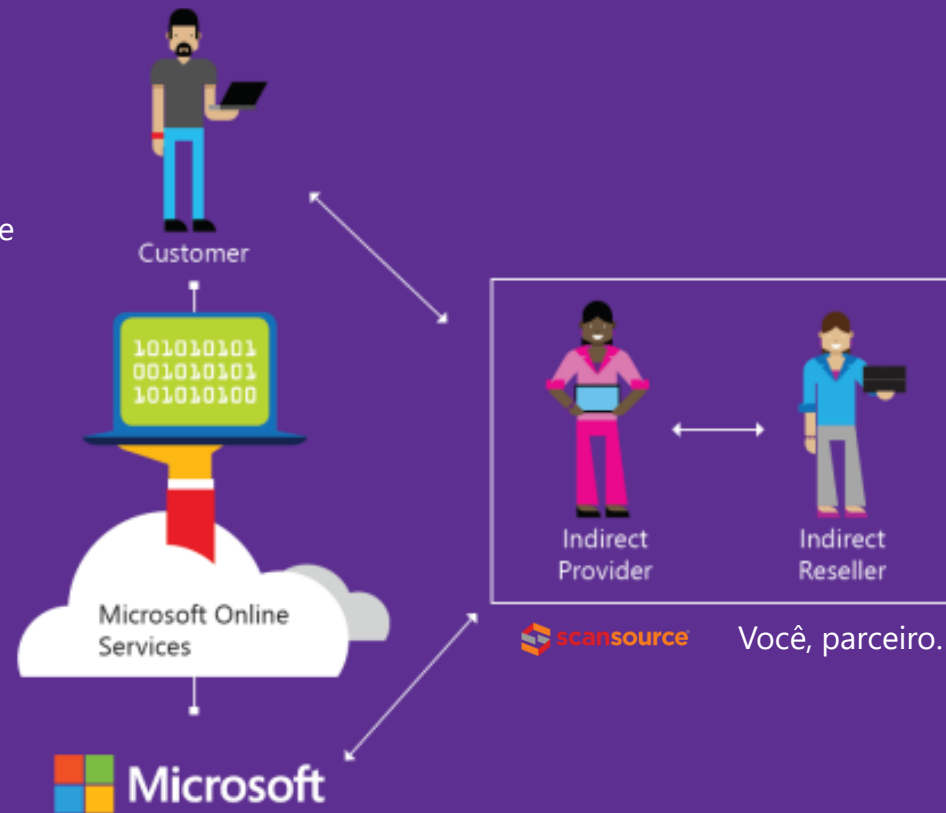 e
Customer
101010101
001010101
101010100
Indirect
Provider
Indirect
Reseller
Microsoft Online
Services
scansource
Você, parceiro.
Microsoft